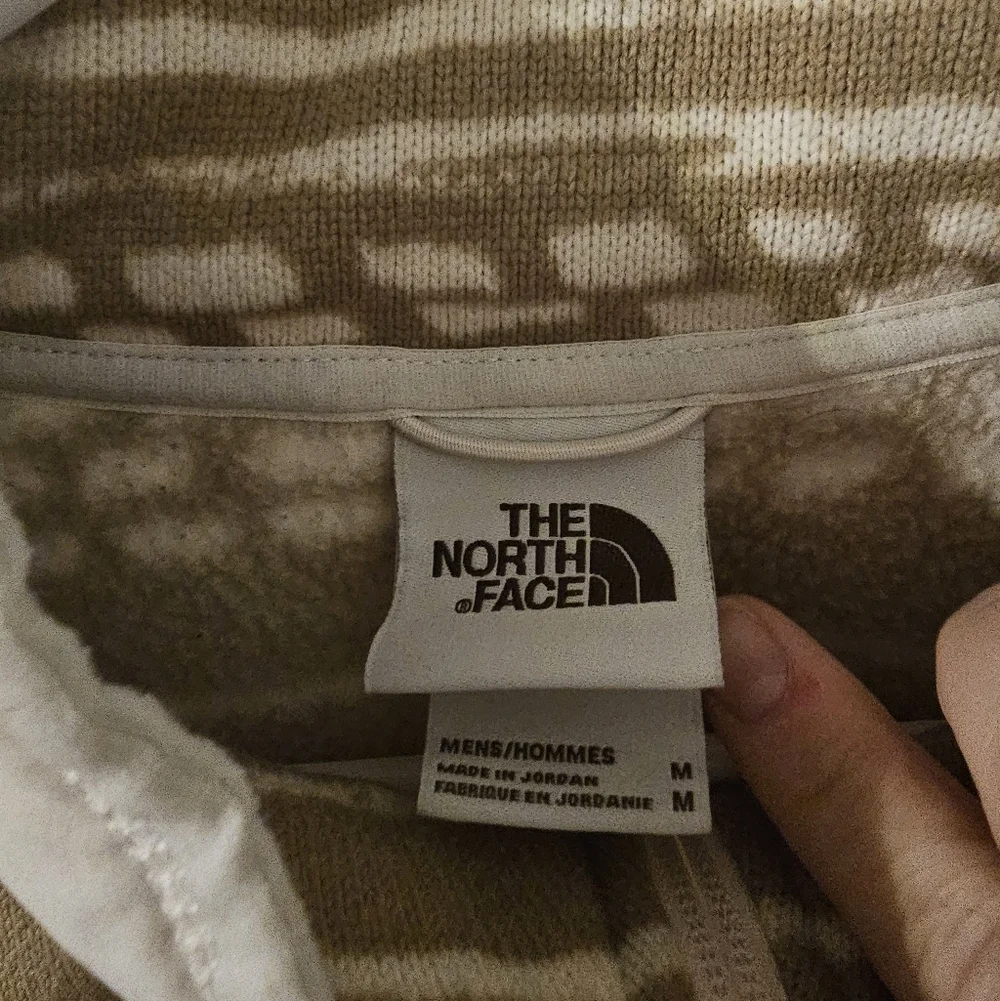 THE
NORTH
®FACE
MENS/HOMMES
MADE IN JORDAN M
FABRIQUE EN JORDANIE M